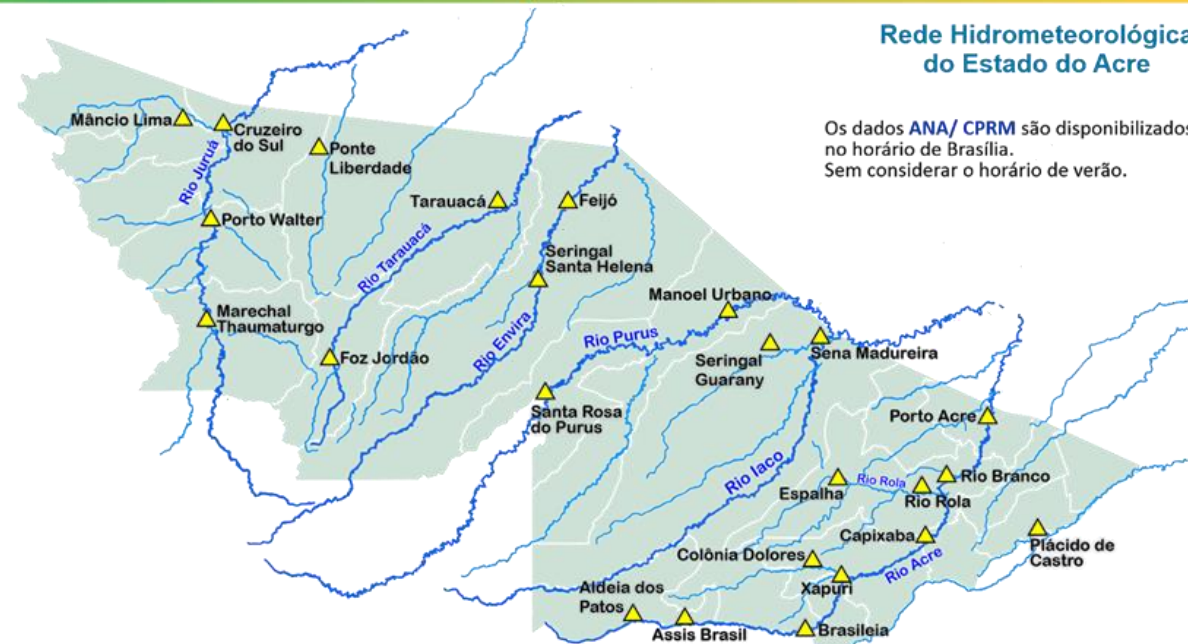 Rede Hidrometeorológica
do Estado do Acre
Os dados ANA/ CPRM são disponibilizados
no horário de Brasília.
Sem considerar o horário de verão.
Mâncio Lima
Cruzeiro
do Sul
Ponte
Liberdade
Rio Juruá
Tarauacá
Feijó
Porto Walter
Rio Tarauacá
Seringal
Santa Helena
Manoel Urbano
Marechal
Thaumaturgo
Rio Envira
Rio Purus
Foz Jordão
Seringal
Guarany
Sena Madureira
Santa Rosa
do Purus
Porto Acre
Rio Iaco
Espalha
Rio Rola
Rio Branco
Rio Rola
Capixaba
Plácido de
Castro
Colônia Dolores
Rio Acre
Xapuri
Aldeia dos
Patos
Assis Brasil
Brasileia